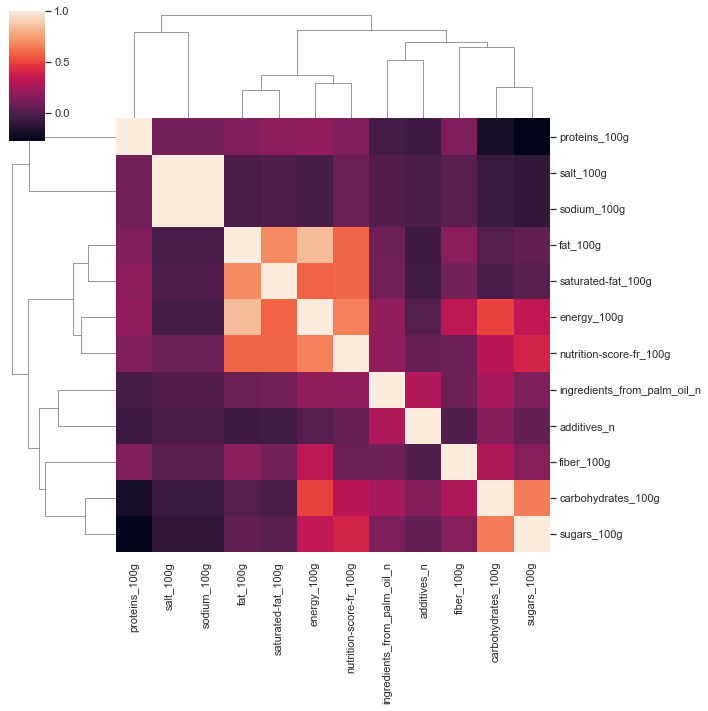 1.0
0.5
0.0
proteins_100g
salt_100g
sodium_100g
fat_100g
saturated-fat_100g
energy_100g
nutrition-score-fr_100g
ingredients_from_palm_oil_n
additives_n
fiber_100g
carbohydrates_100g
sugars_100g
proteins_100g
salt_100g
sodium_100g
fat_100g
saturated-fat_100g
energy_100g
nutrition-score-fr_100g
ingredients_from_palm_oil_n
additives_n
fiber_100g
carbohydrates_100g
sugars_100g